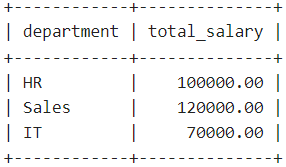 +------------+--------------+
| department | total_salary |
+------------+--------------+
| HR         |    100000.00 |
| Sales      |    120000.00 |
| IT         |     70000.00 |
+------------+--------------+